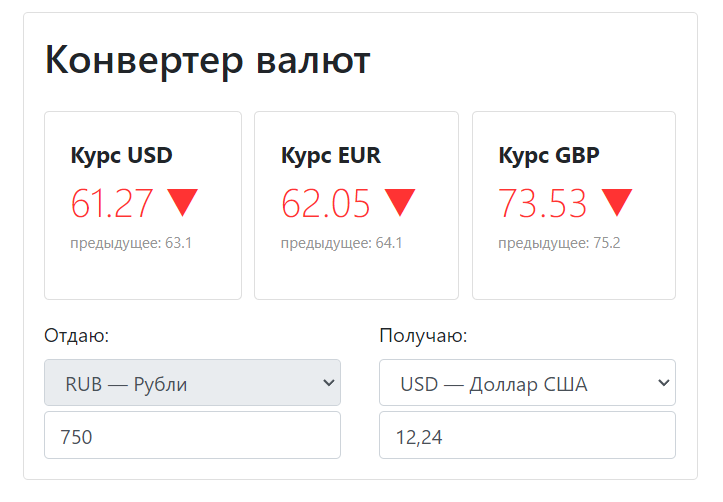 Конвертер валют
Курс USD
61.27 ▼
предыдущее: 63.1
Курс EUR
62.05 ▼
предыдущее: 64.1
Курс GBP
73.53 ▼
предыдущее: 75.2
Отдаю:
RUB — Рубли
750
Получаю:
USD — Доллар США
12,24